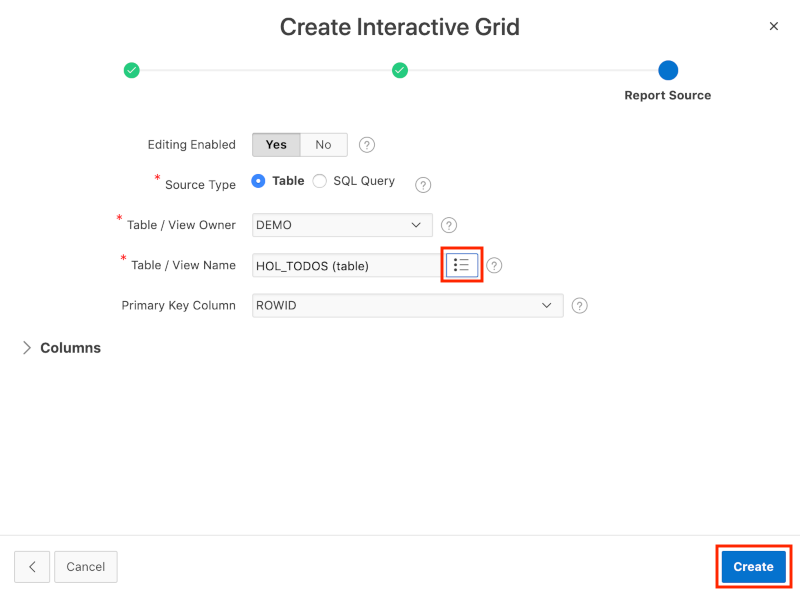 Create Interactive Grid
Report Source
Editing Enabled Yes No ?
* Source Type Table SQL Query ?
* Table / View Owner DEMO ?
* Table / View Name HOL_TODOS (table) ?
Primary Key Column ROWID ?
Columns
Cancel Create